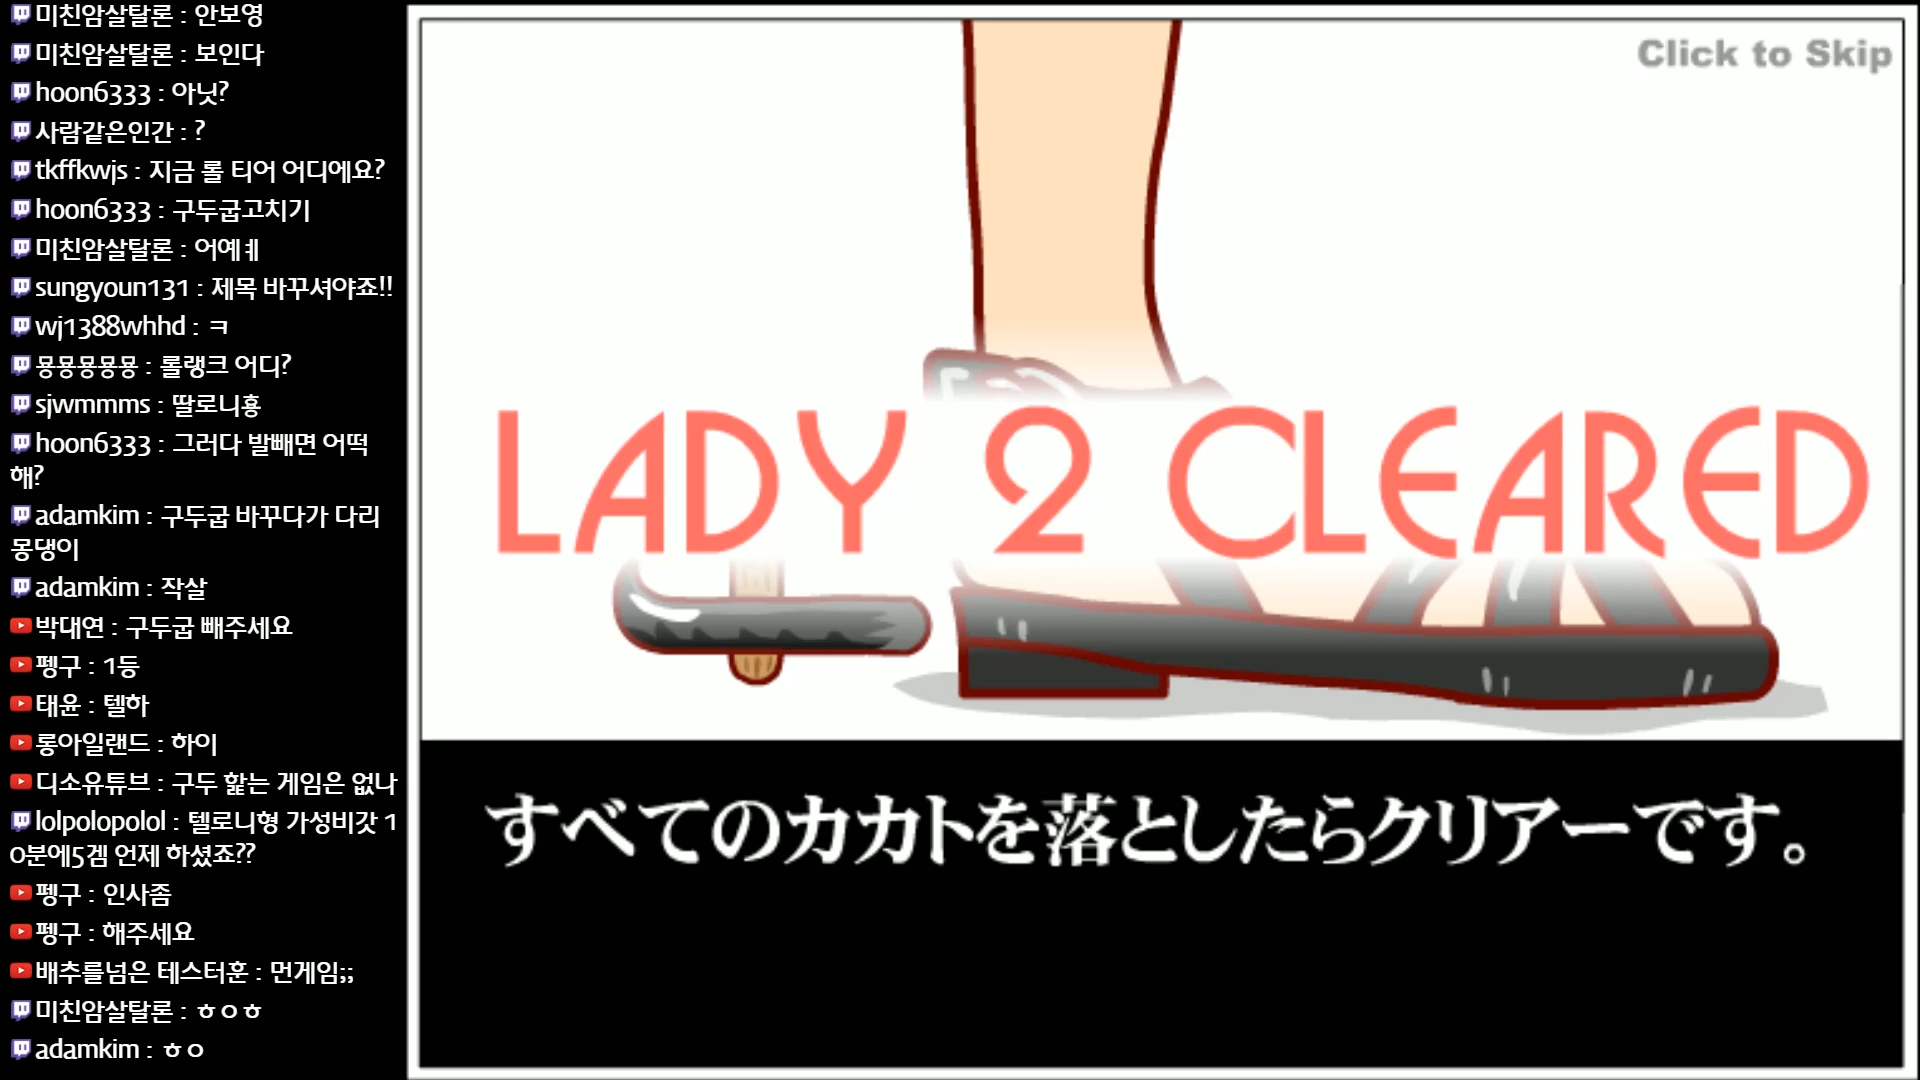 미친암살탈론 : 안보영
미친암살탈론 : 보인다
hoon6333 : 아닛?
사람같은인간 : ?
tkffkwjs : 지금 롤 티어 어디에요?
hoon6333 : 구두굽고치기
미친암살탈론 : 어예ㅖ
sungyoun131 : 제목 바꾸셔야죠!!
wj1388whhd : ㅋ
묭묭묭묭묭 : 롤랭크 어디?
sjwmmms : 딸로니횽
hoon6333 : 그러다 발빼면 어떡
해?
adamkim : 구두굽 바꾸다가 다리
몽댕이
adamkim : 작살
박대연 : 구두굽 빼주세요
펭구 : 1등
태윤 : 텔하
롱아일랜드 : 하이
디소유튜브 : 구두 핥는 게임은 없나
lolpolopolol : 텔로니형 가성비갓 1
0분에5겜 언제 하셨죠??
펭구 : 인사좀
펭구 : 해주세요
배추를넘은 테스터훈 : 먼게임;;
미친암살탈론 : ㅎㅇㅎ
adamkim : ㅎㅇ
Click to Skip
LADY 2 CLEARED
すべてのカカトを落としたらクリアーです。